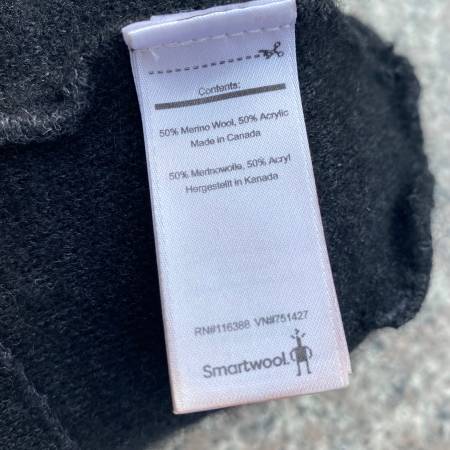 Contents:
50% Merino Wool, 50% Acrylic
Made in Canada
50% Merinowolle, 50% Acryl
Hergestellt in Kanada
RN#116388 VN#751427
Smartwool.